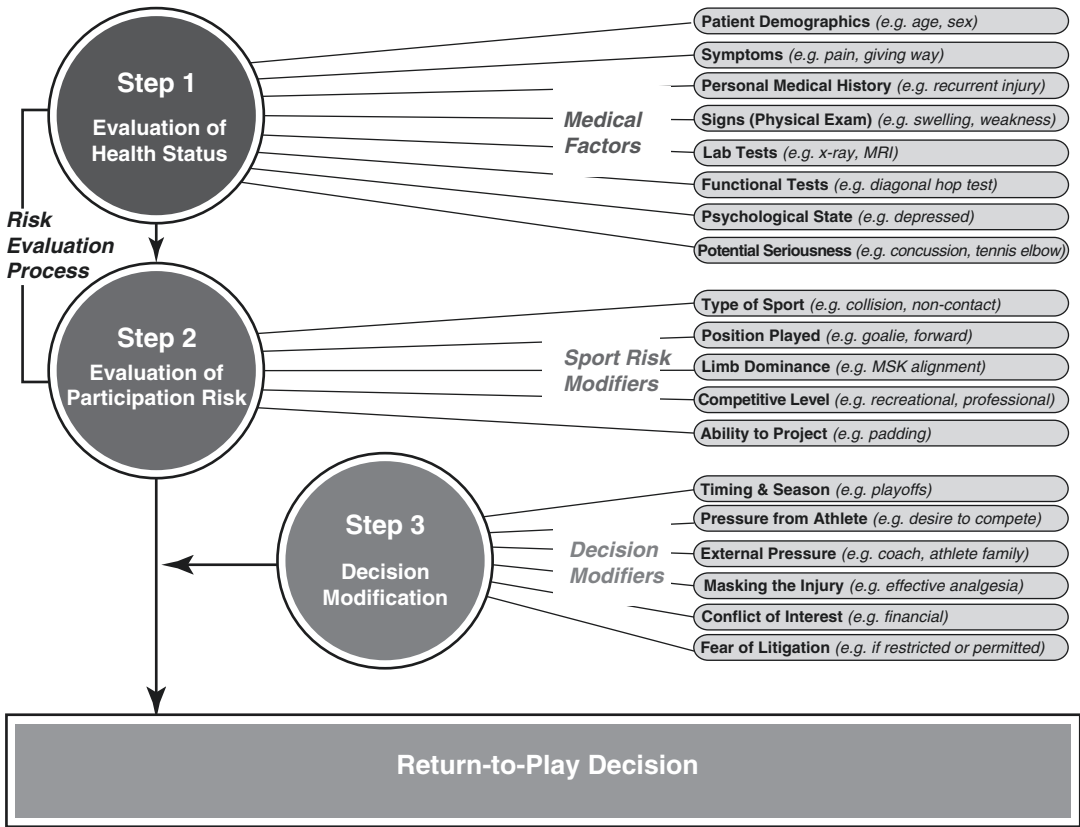 Step 1
Evaluation of
Health Status
Medical
Factors
Patient Demographics (e.g. age, sex)
Symptoms (e.g. pain, giving way)
Personal Medical History (e.g. recurrent injury)
Signs (Physical Exam) (e.g. swelling, weakness)
Lab Tests (e.g. x-ray, MRI)
Functional Tests (e.g. diagonal hop test)
Psychological State (e.g. depressed)
Potential Seriousness (e.g. concussion, tennis elbow)
Risk
Evaluation
Process
Step 2
Evaluation of
Participation Risk
Sport Risk
Modifiers
Type of Sport (e.g. collision, non-contact)
Position Played (e.g. goalie, forward)
Limb Dominance (e.g. MSK alignment)
Competitive Level (e.g. recreational, professional)
Ability to Project (e.g. padding)
Step 3
Decision
Modification
Decision
Modifiers
Timing & Season (e.g. playoffs)
Pressure from Athlete (e.g. desire to compete)
External Pressure (e.g. coach, athlete family)
Masking the Injury (e.g. effective analgesia)
Conflict of Interest (e.g. financial)
Fear of Litigation (e.g. if restricted or permitted)
Return-to-Play Decision